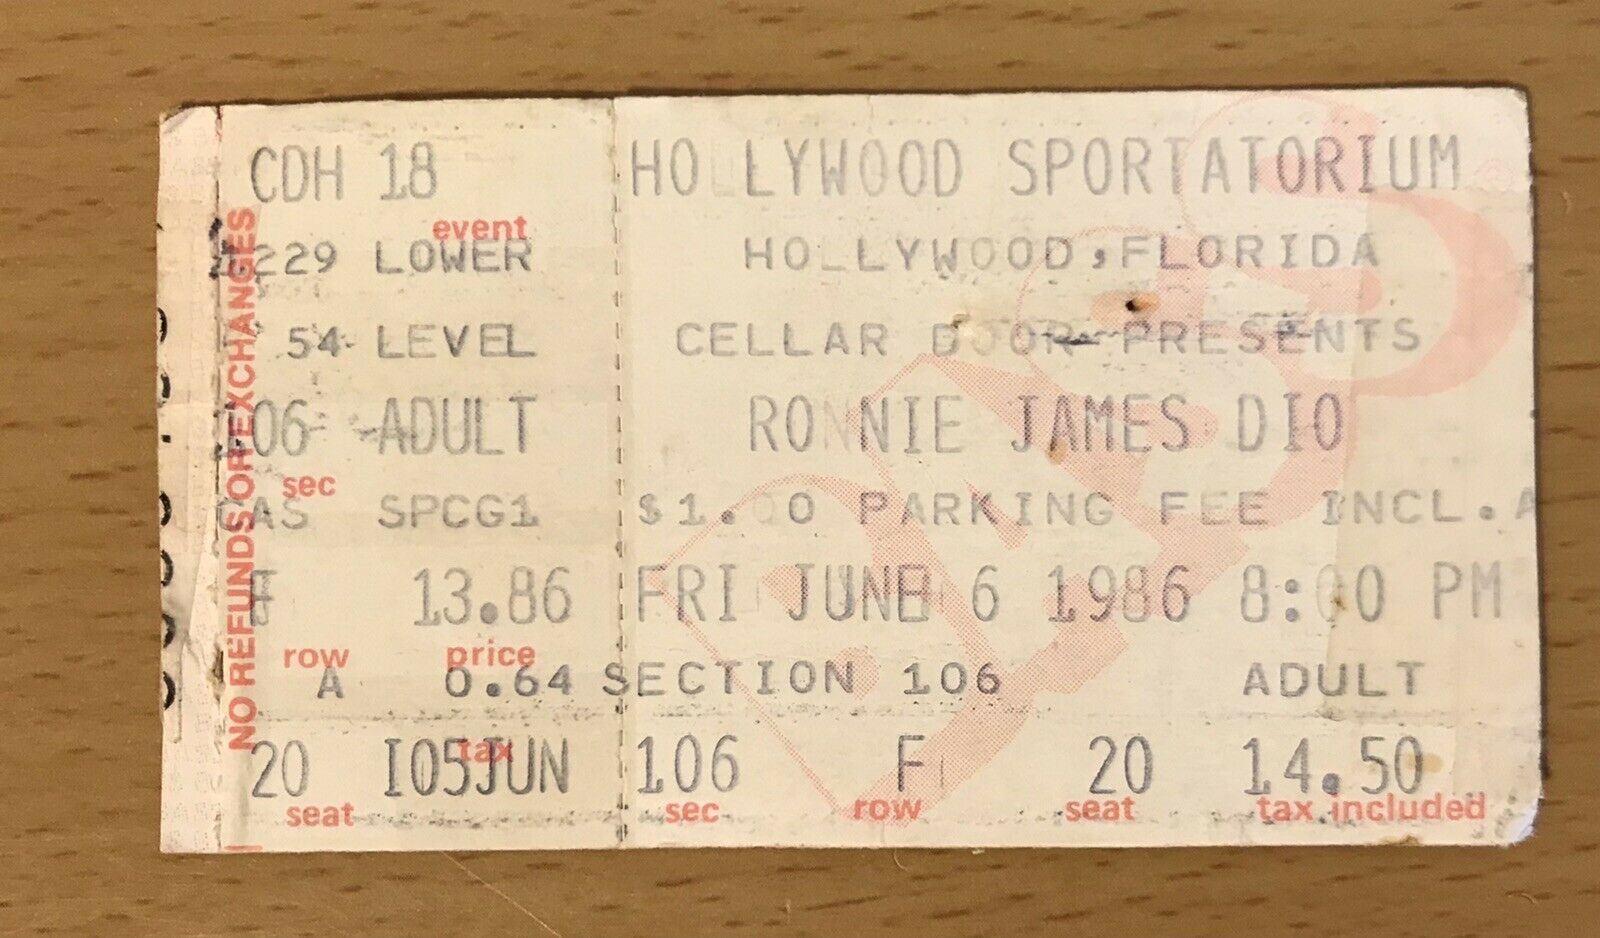 NO REFUNDS OR EXCHANGES
CDH 18
event
229 LOWER
54 LEVEL
06 ADULT
sec
AS SPCG1
F 13.86
row price
A 0.64
20 I05JUN
tax
seat
HOLLYWOOD SPORTATORIUM
HOLLYWOOD, FLORIDA
CELLAR DOOR PRESENTS
RONNIE JAMES DIO
$1.00 PARKING FEE INCL. A
FRI JUNE 6 1986 8:00 PM
SECTION 106 ADULT
106 F 20 14.50
sec row seat tax included